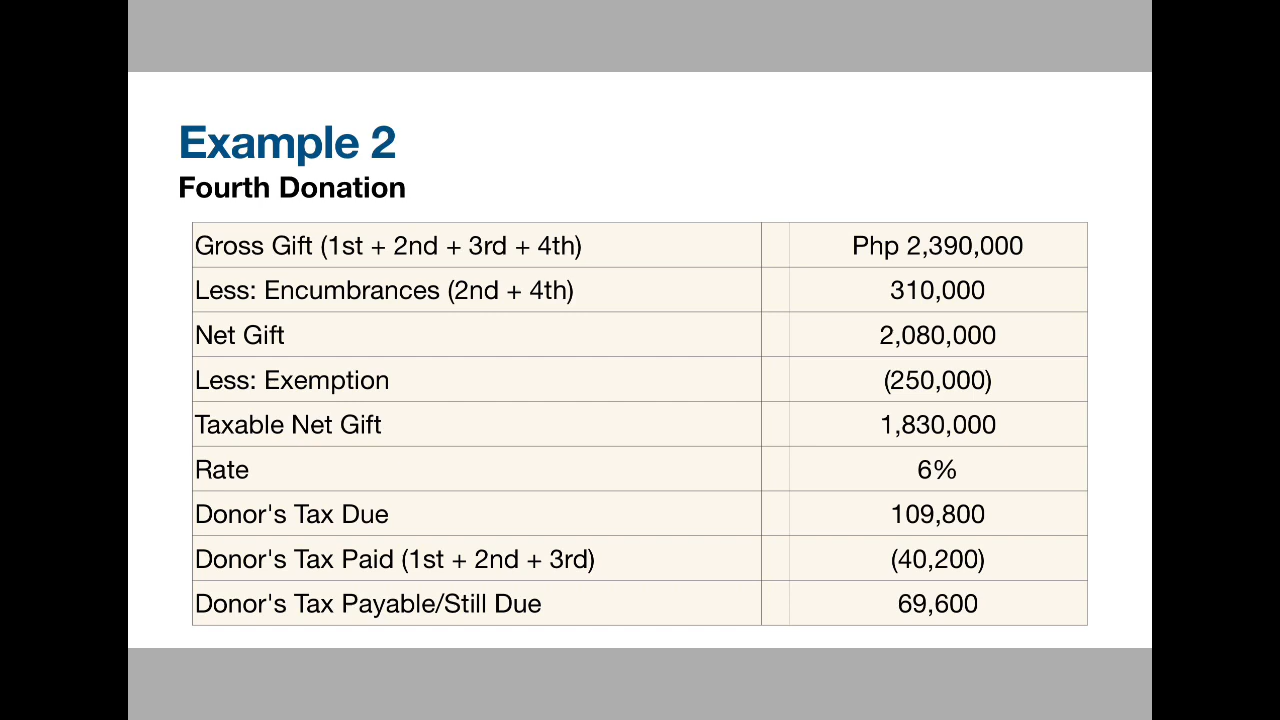 Example 2
Fourth Donation
Gross Gift (1st + 2nd + 3rd + 4th) Php 2,390,000
Less: Encumbrances (2nd + 4th) 310,000
Net Gift 2,080,000
Less: Exemption (250,000)
Taxable Net Gift 1,830,000
Rate 6%
Donor's Tax Due 109,800
Donor's Tax Paid (1st + 2nd + 3rd) (40,200)
Donor's Tax Payable/Still Due 69,600